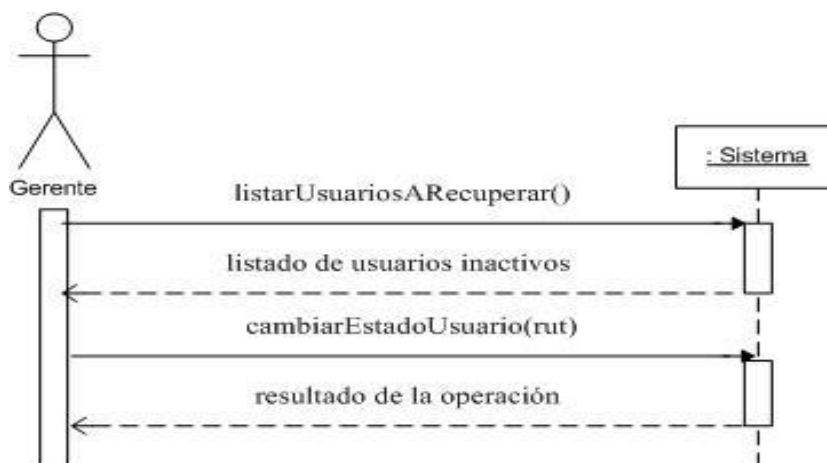 : Sistema
Gerente
listarUsuariosARecuperar()
listado de usuarios inactivos
cambiarEstadoUsuario(rut)
resultado de la operación